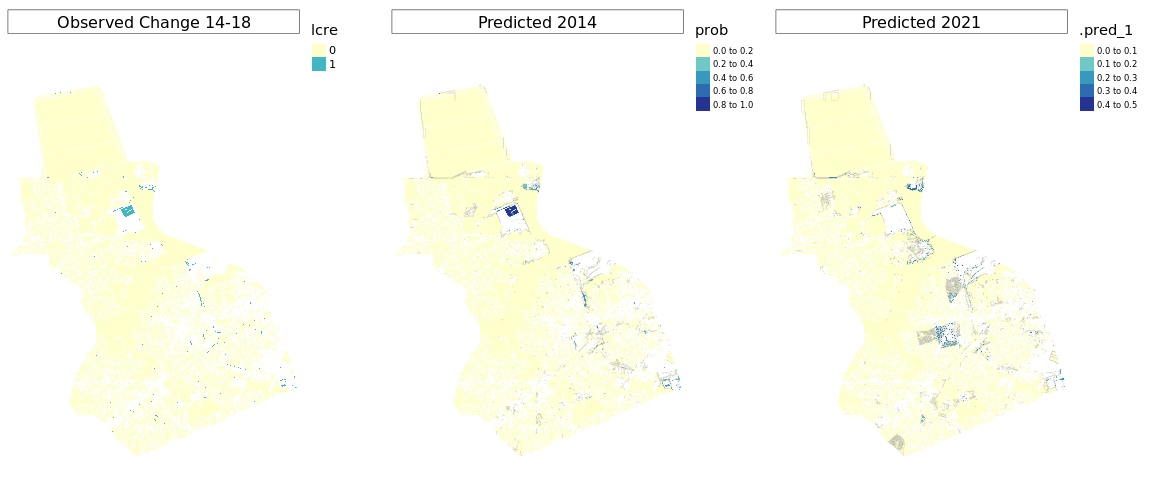 Observed Change 14-18
lcre
0
1
Predicted 2014
prob
0.0 to 0.2
0.2 to 0.4
0.4 to 0.6
0.6 to 0.8
0.8 to 1.0
Predicted 2021
.pred_1
0.0 to 0.1
0.1 to 0.2
0.2 to 0.3
0.3 to 0.4
0.4 to 0.5